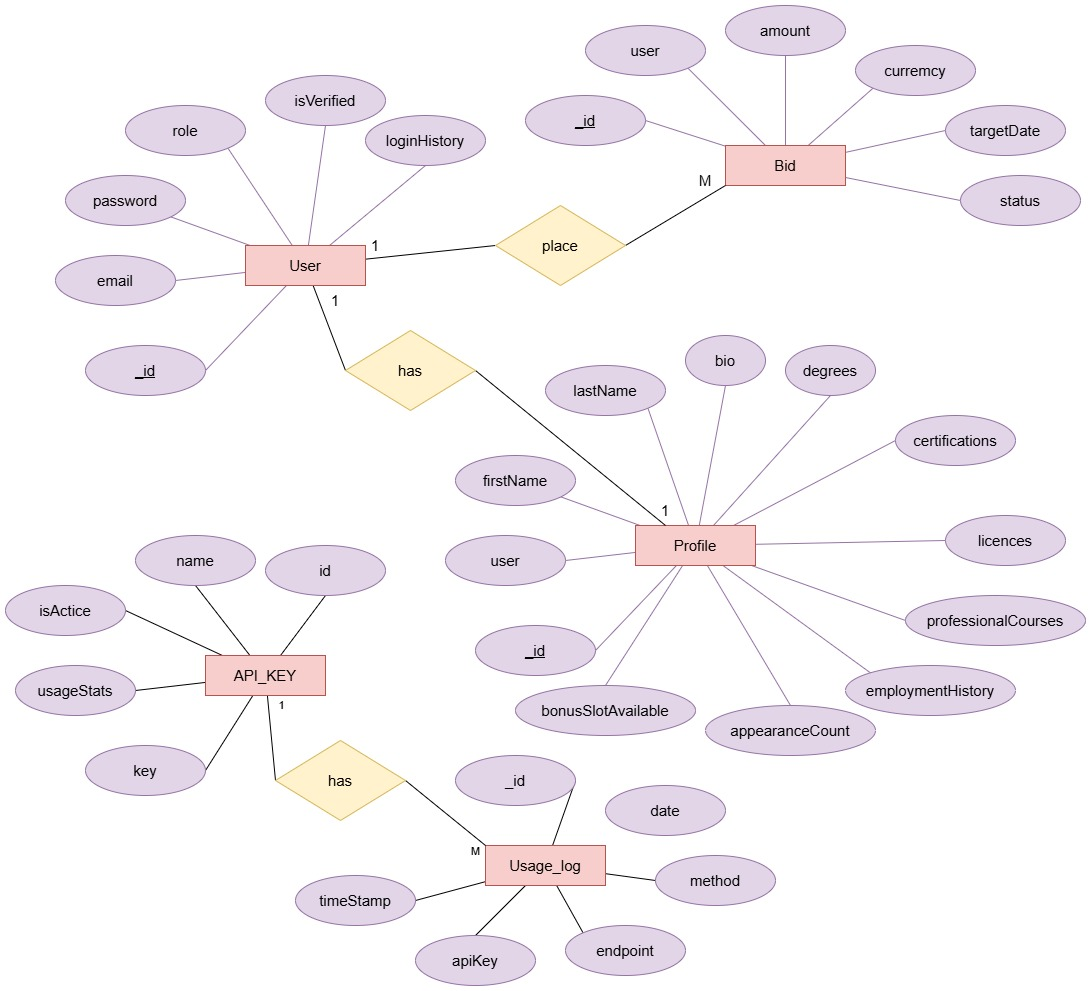 amount
user
curremcy
isVerified
_id
role
targetDate
loginHistory
Bid
M
password
status
1
place
User
email
1
_id
has
bio
degrees
lastName
certifications
firstName
1
licences
Profile
user
name
id
isActice
professionalCourses
_id
API_KEY
usageStats
employmentHistory
1
bonusSlotAvailable
appearanceCount
key
has
_id
date
M
Usage_log
method
timeStamp
endpoint
apiKey